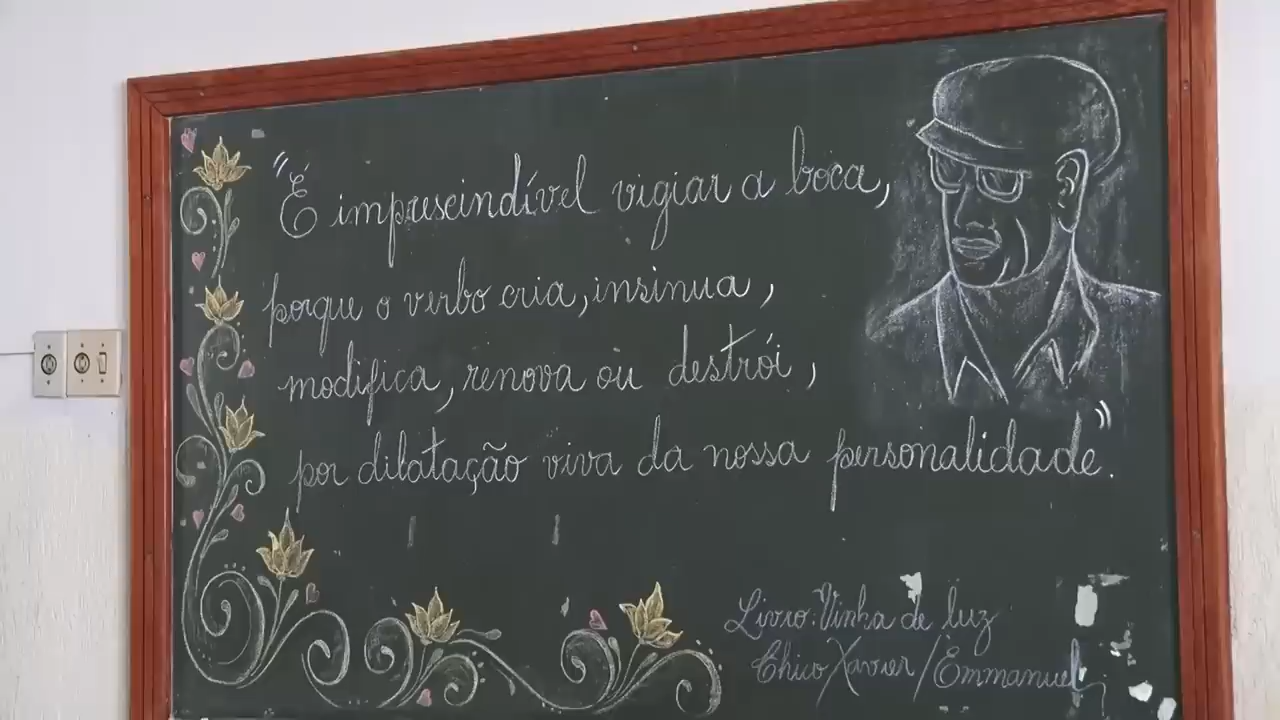 "É imprescindível vigiar a boca,
porque o verbo cria, insinua,
modifica, renova ou destrói,
por dilatação viva da nossa personalidade."
Livro: Vinha de luz
Chico Xavier/Emmanuel